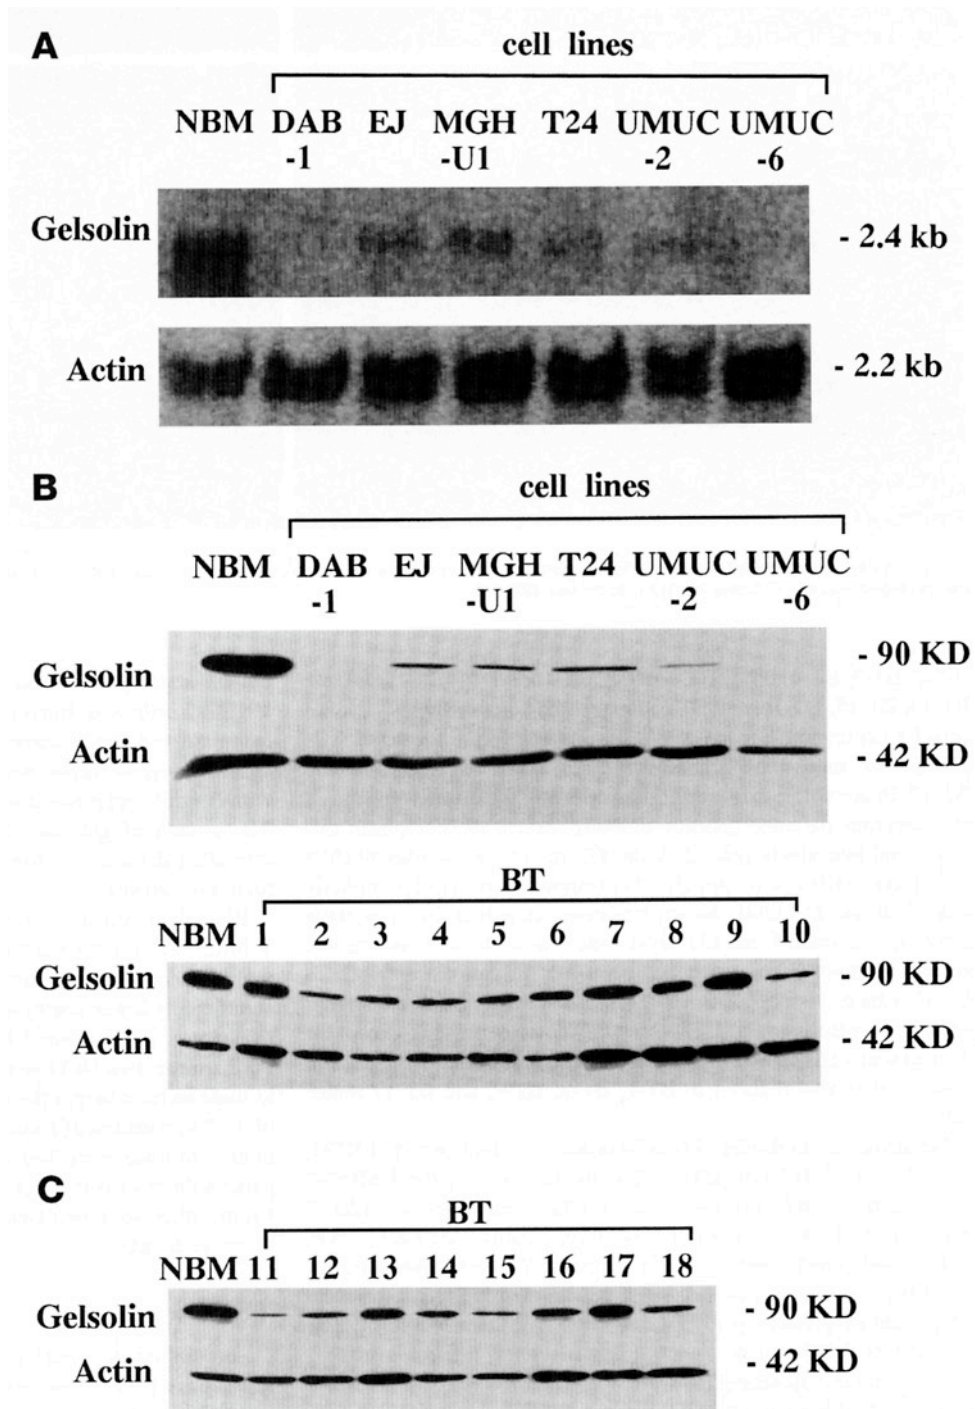 A
cell lines
NBM DAB EJ MGH T24 UMUC UMUC
-1 -U1 -2 -6
Gelsolin - 2.4 kb
Actin - 2.2 kb
B
cell lines
NBM DAB EJ MGH T24 UMUC UMUC
-1 -U1 -2 -6
Gelsolin - 90 KD
Actin - 42 KD
BT
NBM 1 2 3 4 5 6 7 8 9 10
Gelsolin - 90 KD
Actin - 42 KD
C
BT
NBM 11 12 13 14 15 16 17 18
Gelsolin - 90 KD
Actin - 42 KD